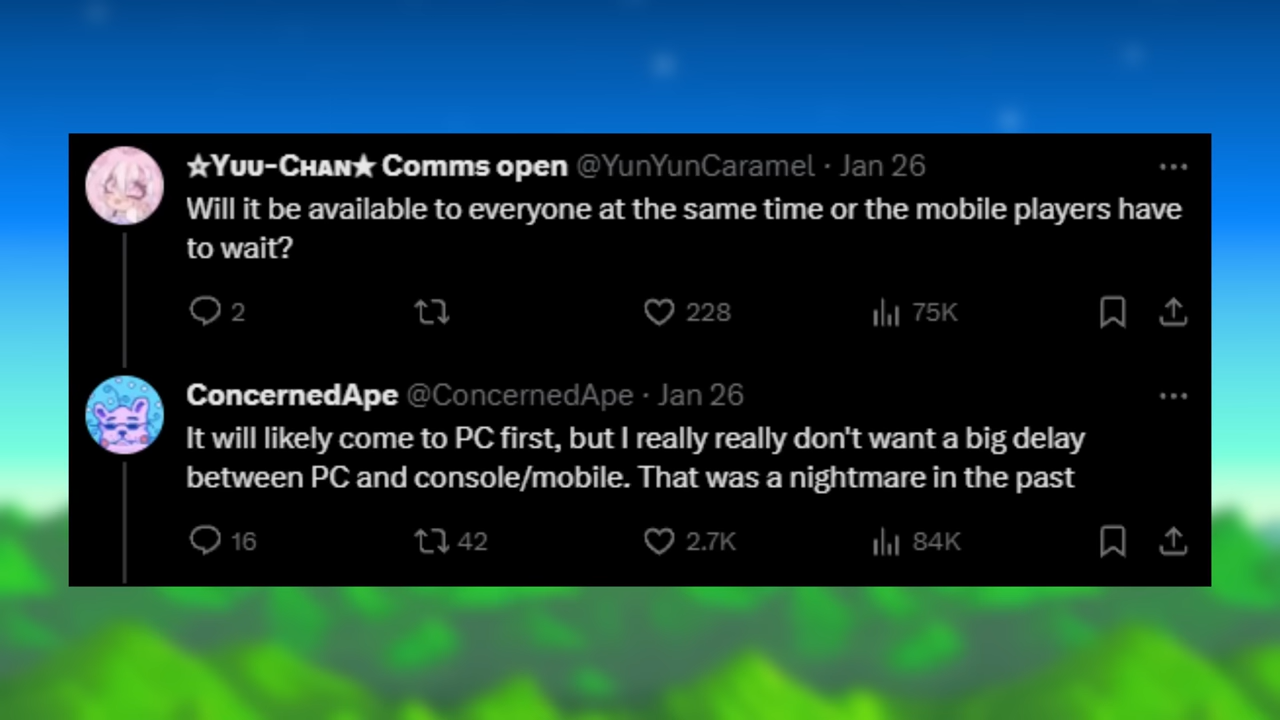 ☆Yuu-Chan★ Comms open @YunYunCaramel · Jan 26
Will it be available to everyone at the same time or the mobile players have
to wait?
2 228 75K
ConcernedApe @ConcernedApe · Jan 26
It will likely come to PC first, but I really really don't want a big delay
between PC and console/mobile. That was a nightmare in the past
16 42 2.7K 84K